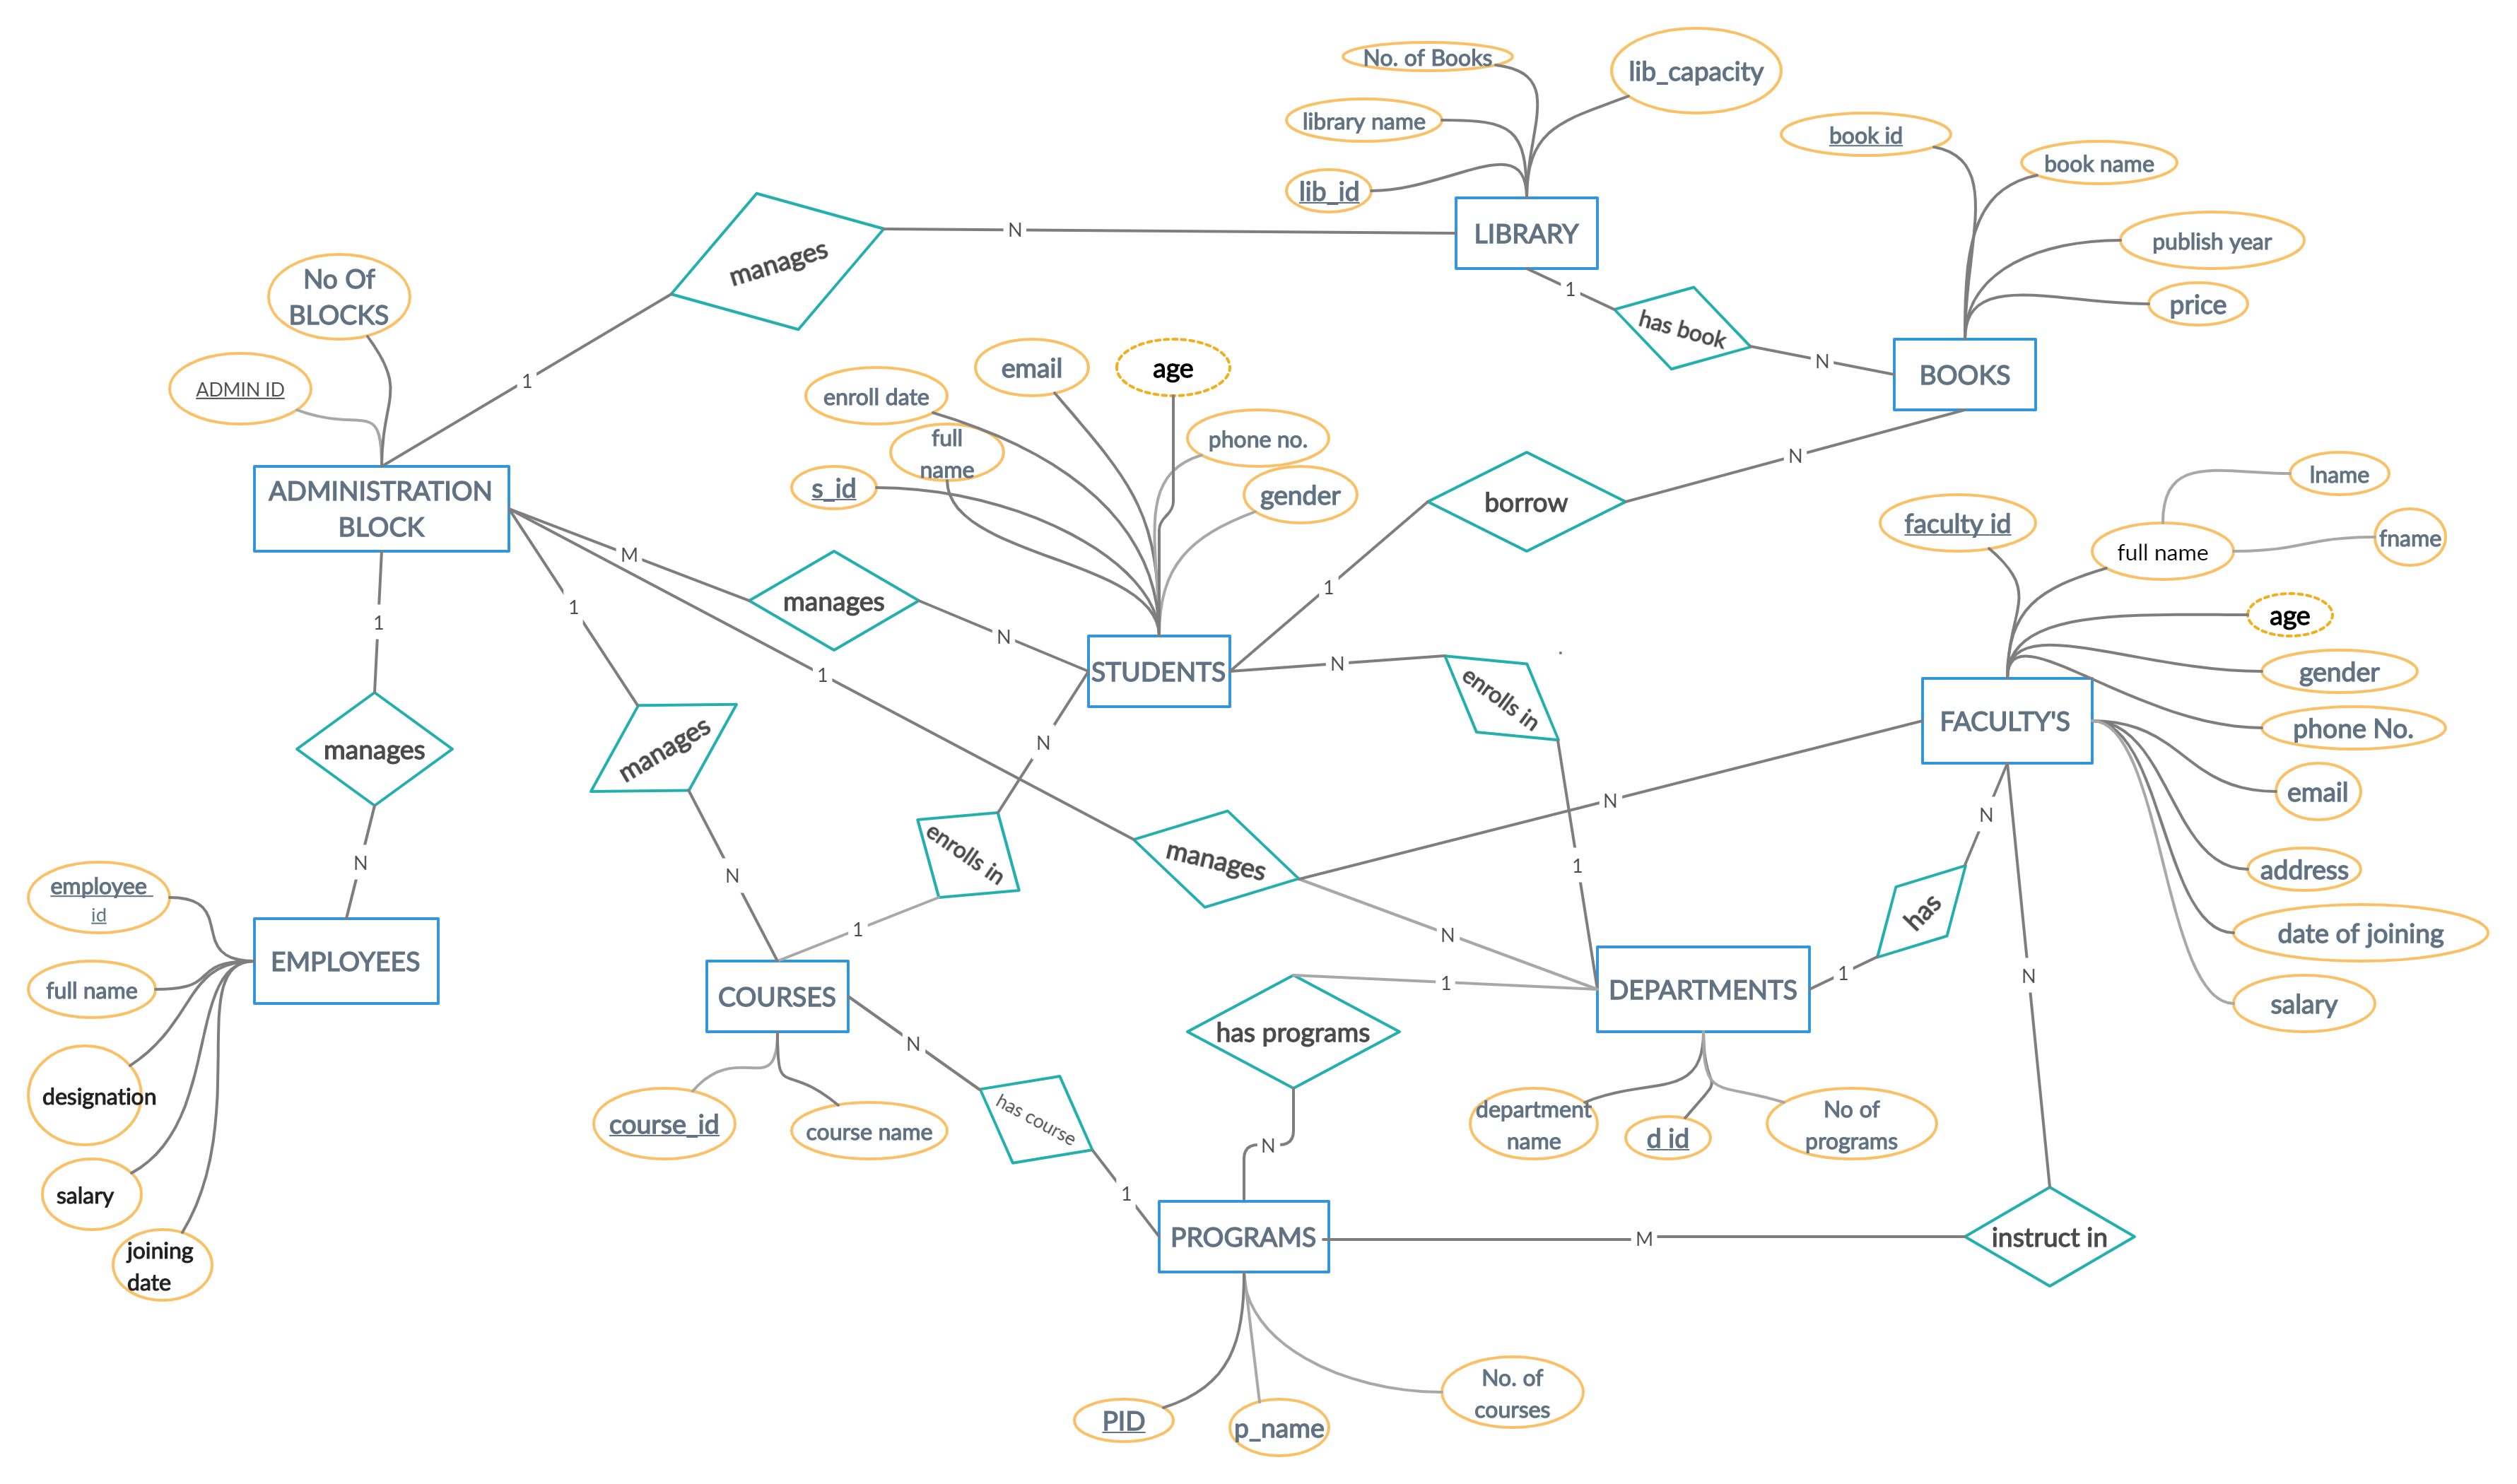 No. of Books
lib_capacity
library name
book id
book name
lib_id
LIBRARY
publish year
N
manages
No Of
BLOCKS
1
has book
price
N
BOOKS
ADMIN ID
1
email
age
enroll date
full
name
phone no.
s_id
gender
borrow
N
lname
ADMINISTRATION
BLOCK
faculty id
full name
fname
M
manages
N
1
1
1
STUDENTS
N
enrolls in
1
age
gender
FACULTY'S
phone No.
manages
manages
N
N
email
N
enrolls in
manages
1
has
address
N
N
employee
id
1
N
date of joining
EMPLOYEES
full name
COURSES
1
DEPARTMENTS
1
N
salary
N
has programs
designation
course_id
course name
has course
N
department
name
d id
No of
programs
salary
1
joining
date
PROGRAMS
M
instruct in
PID
p_name
No. of
courses